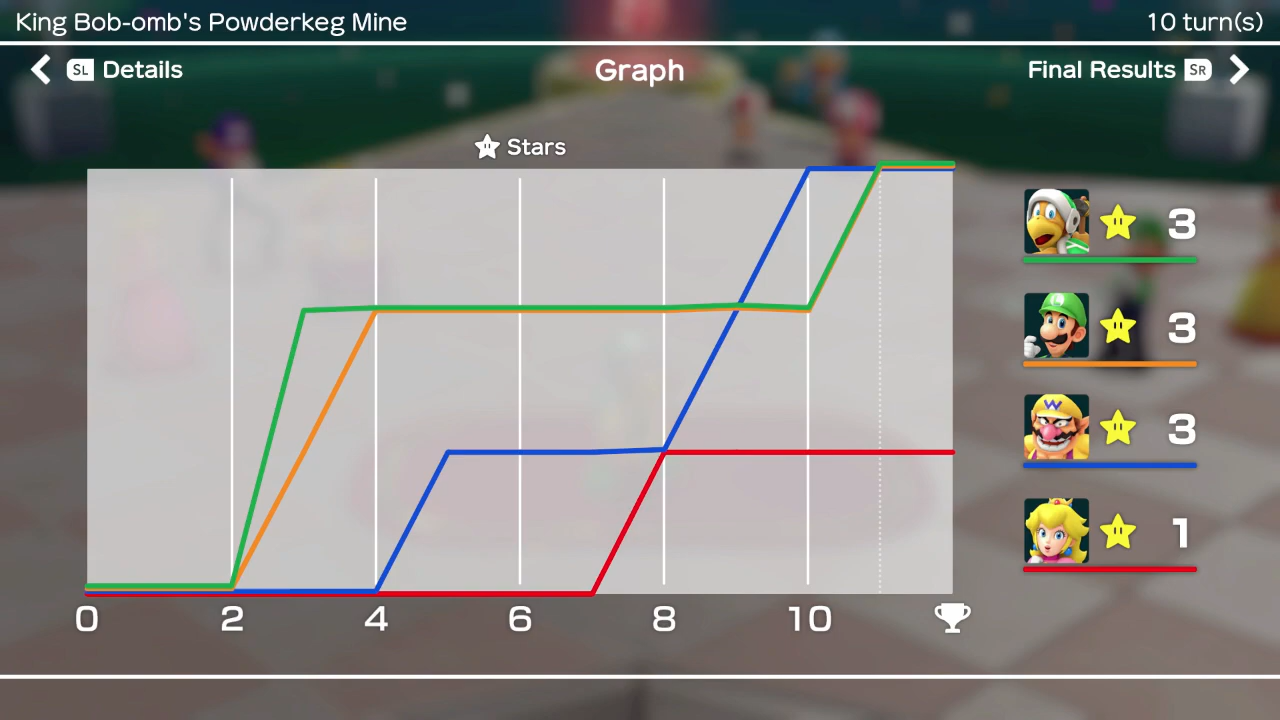 King Bob-omb's Powderkeg Mine 10 turn(s)
SL Details Graph Final Results SR
Stars
3
3
3
1
0 2 4 6 8 10